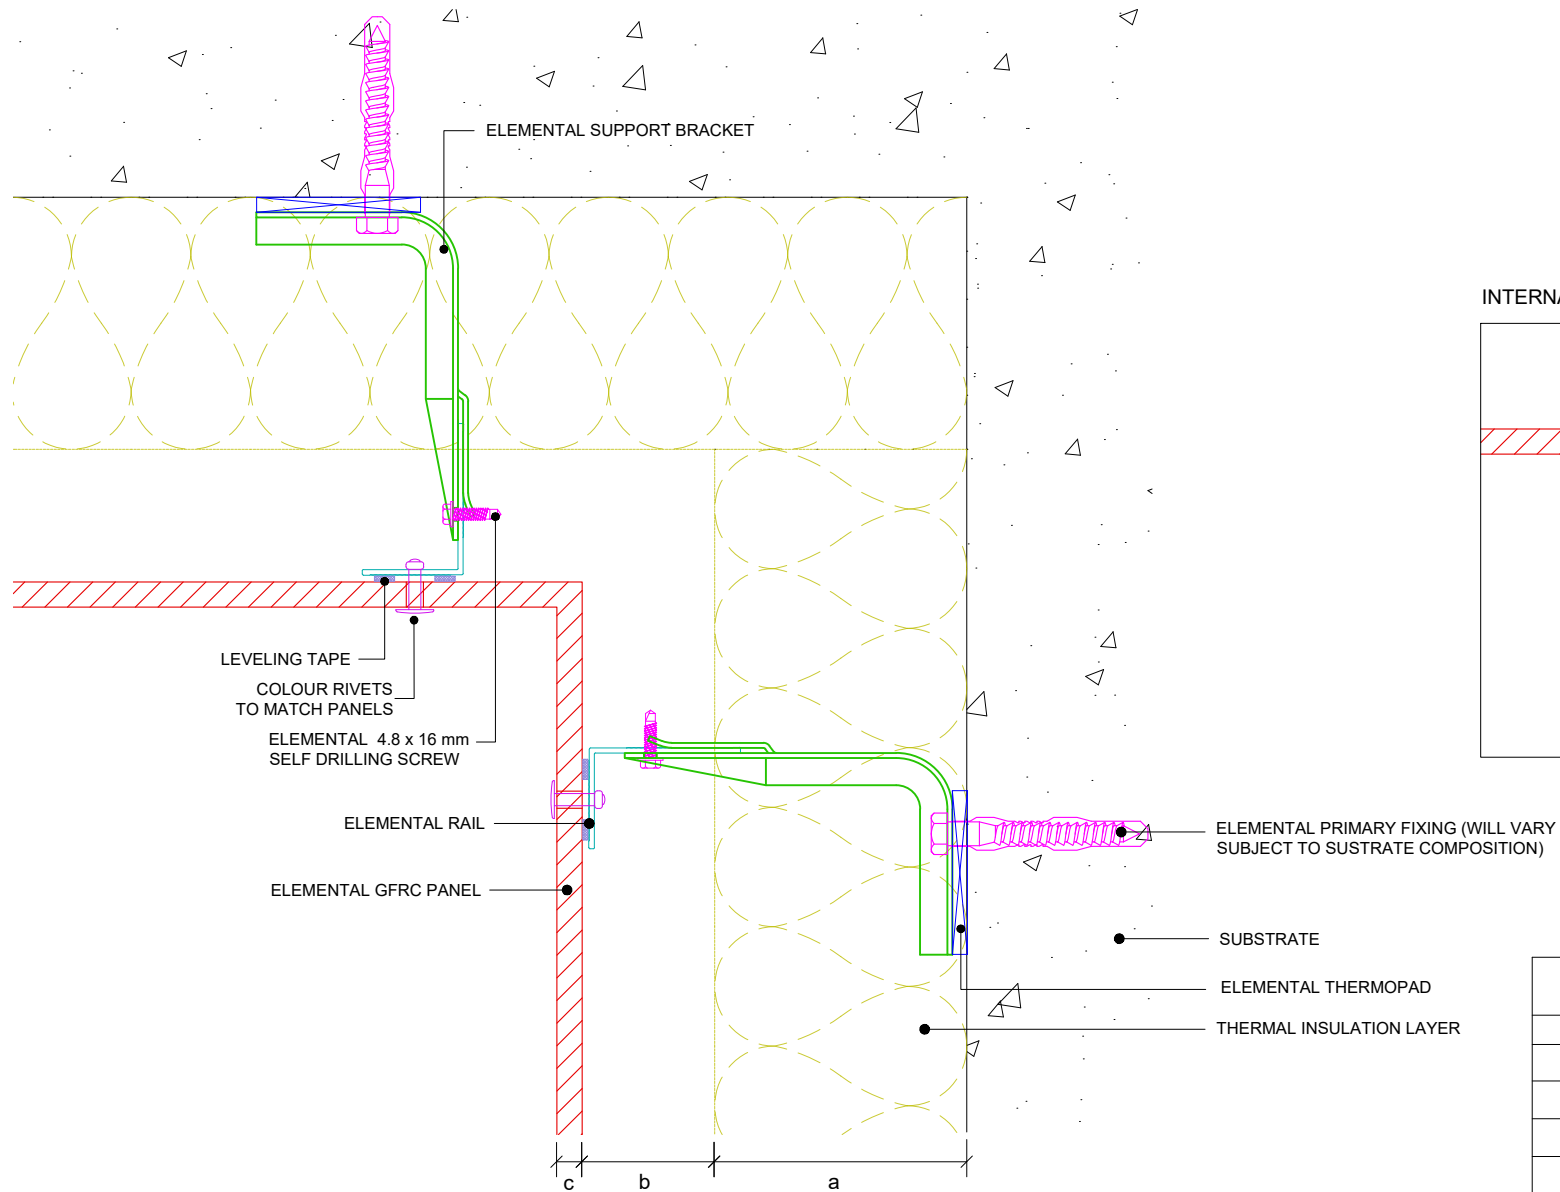 ELEMENTAL SUPPORT BRACKET
INTERNA
LEVELING TAPE
COLOUR RIVETS
TO MATCH PANELS
ELEMENTAL 4.8 x 16 mm
SELF DRILLING SCREW
ELEMENTAL RAIL
ELEMENTAL PRIMARY FIXING (WILL VARY
SUBJECT TO SUSTRATE COMPOSITION)
ELEMENTAL GFRC PANEL
SUBSTRATE
ELEMENTAL THERMOPAD
THERMAL INSULATION LAYER
c
b
a